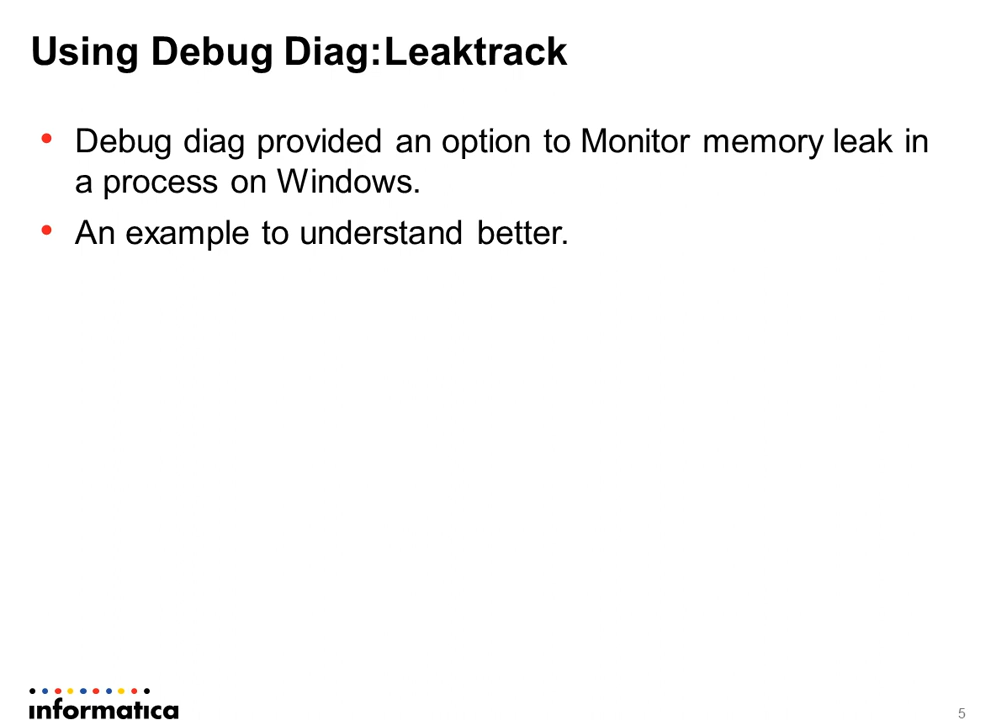 Using Debug Diag:Leaktrack
• Debug diag provided an option to Monitor memory leak in
a process on Windows.
• An example to understand better.
informatica
5